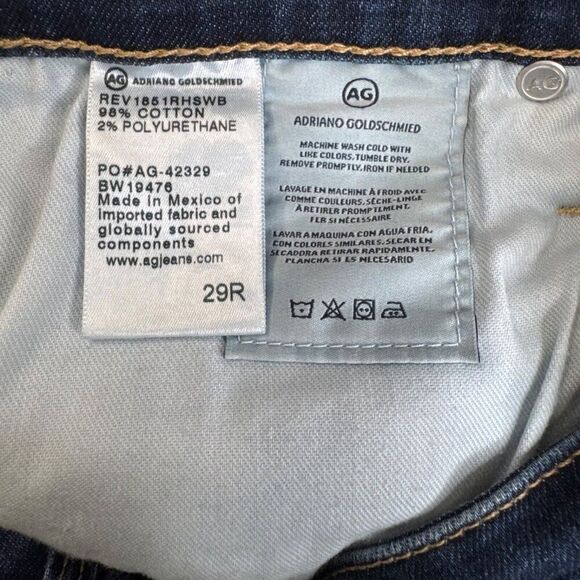 AG ADRIANO GOLDSCHMIED
REV1851RHSWB
98% COTTON
2% POLYURETHANE
PO#AG-42329
BW19476
Made in Mexico of
imported fabric and
globally sourced
components
www.agjeans.com
29R
AG
ADRIANO GOLDSCHMIED
MACHINE WASH COLD WITH
LIKE COLORS. TUMBLE DRY.
REMOVE PROMPTLY. IRON IF NEEDED
LAVAGE EN MACHINE À FROID AVEC
COMME COULEURS. SÈCHE-LINGE
À RETIRER PROMPTEMENT.
FER SI NÉCESSAIRE
LAVAR A MAQUINA CON AGUA FRIA.
CON COLORES SIMILARES. SECAR EN
SECADORA RETIRAR RAPIDAMENTE.
PLANCHA SI ES NECESARIO
AG